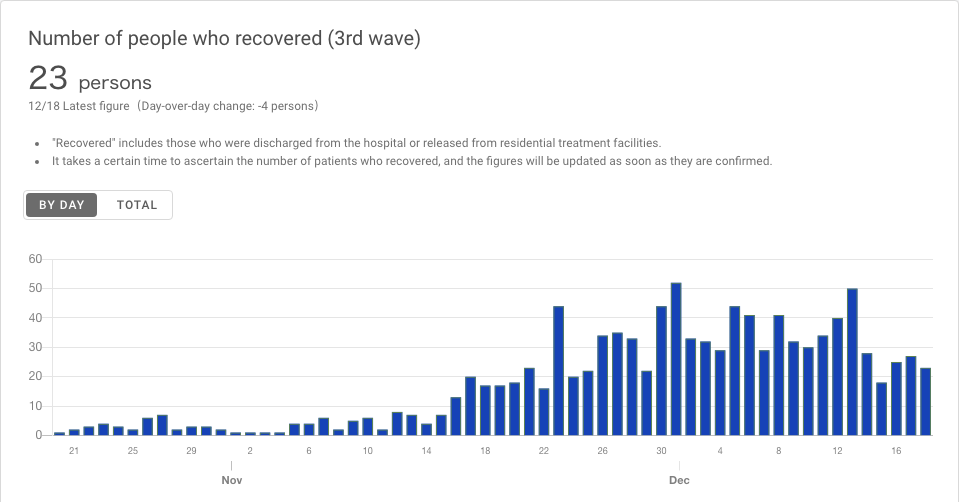 Number of people who recovered (3rd wave)
23 persons
12/18 Latest figure（Day-over-day change: -4 persons）
• "Recovered" includes those who were discharged from the hospital or released from residential treatment facilities.
• It takes a certain time to ascertain the number of patients who recovered, and the figures will be updated as soon as they are confirmed.
BY DAY TOTAL
60
50
40
30
20
10
0
21 25 29 2 6 10 14 18 22 26 30 4 8 12 16
Nov Dec